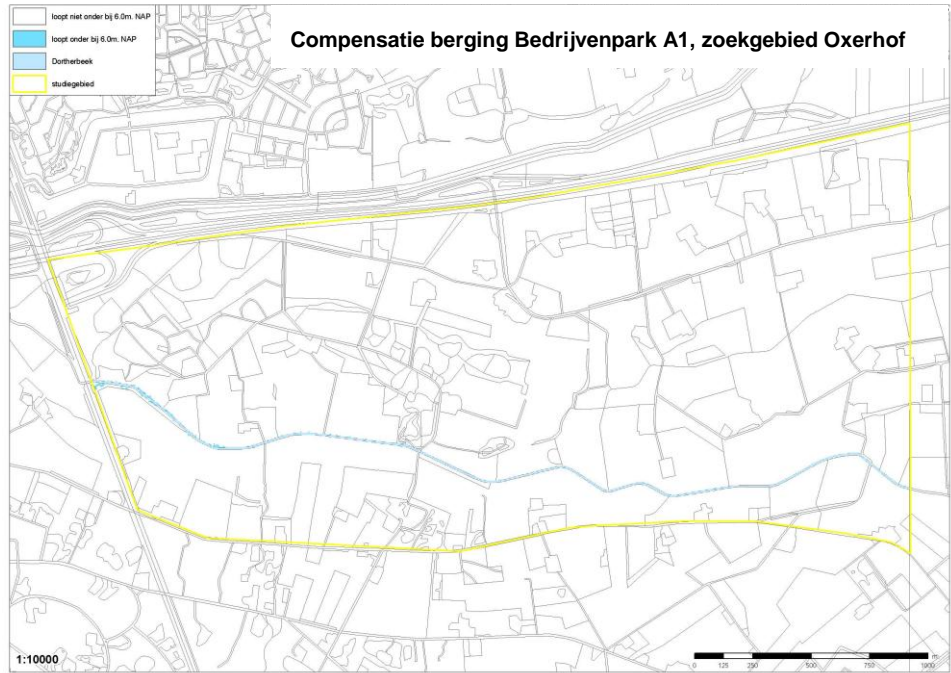 loopt niet onder bij 6.0m. NAP
loopt onder bij 6.0m. NAP
Dortherbeek
studiegebied
Compensatie berging Bedrijvenpark A1, zoekgebied Oxerhof
1:10000
0 125 250 500 750 1000
m